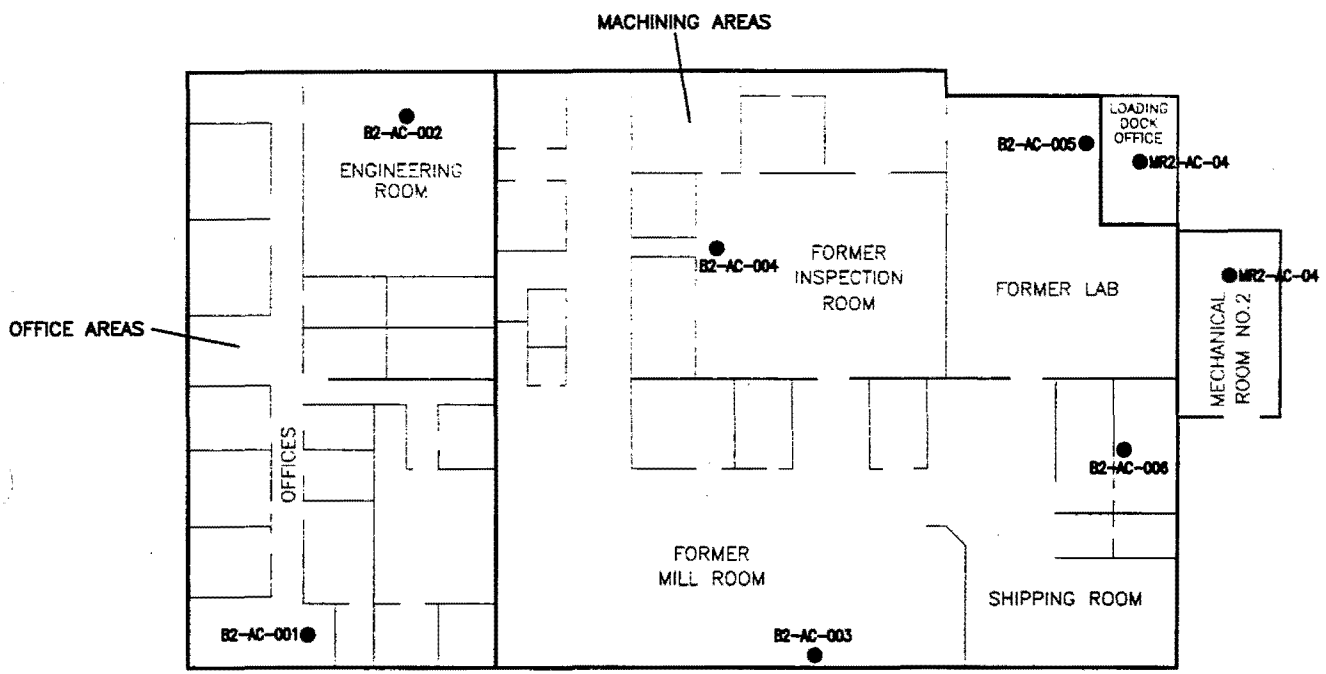 MACHINING AREAS
LOADING
DOCK
OFFICE
B2-AC-002
B2-AC-005
MR2-AC-04
ENGINEERING
ROOM
B2-AC-004
FORMER
INSPECTION
ROOM
FORMER LAB
MR2-AC-04
OFFICE AREAS
MECHANICAL
ROOM NO.2
OFFICES
B2-AC-006
FORMER
MILL ROOM
SHIPPING ROOM
B2-AC-001
B2-AC-003